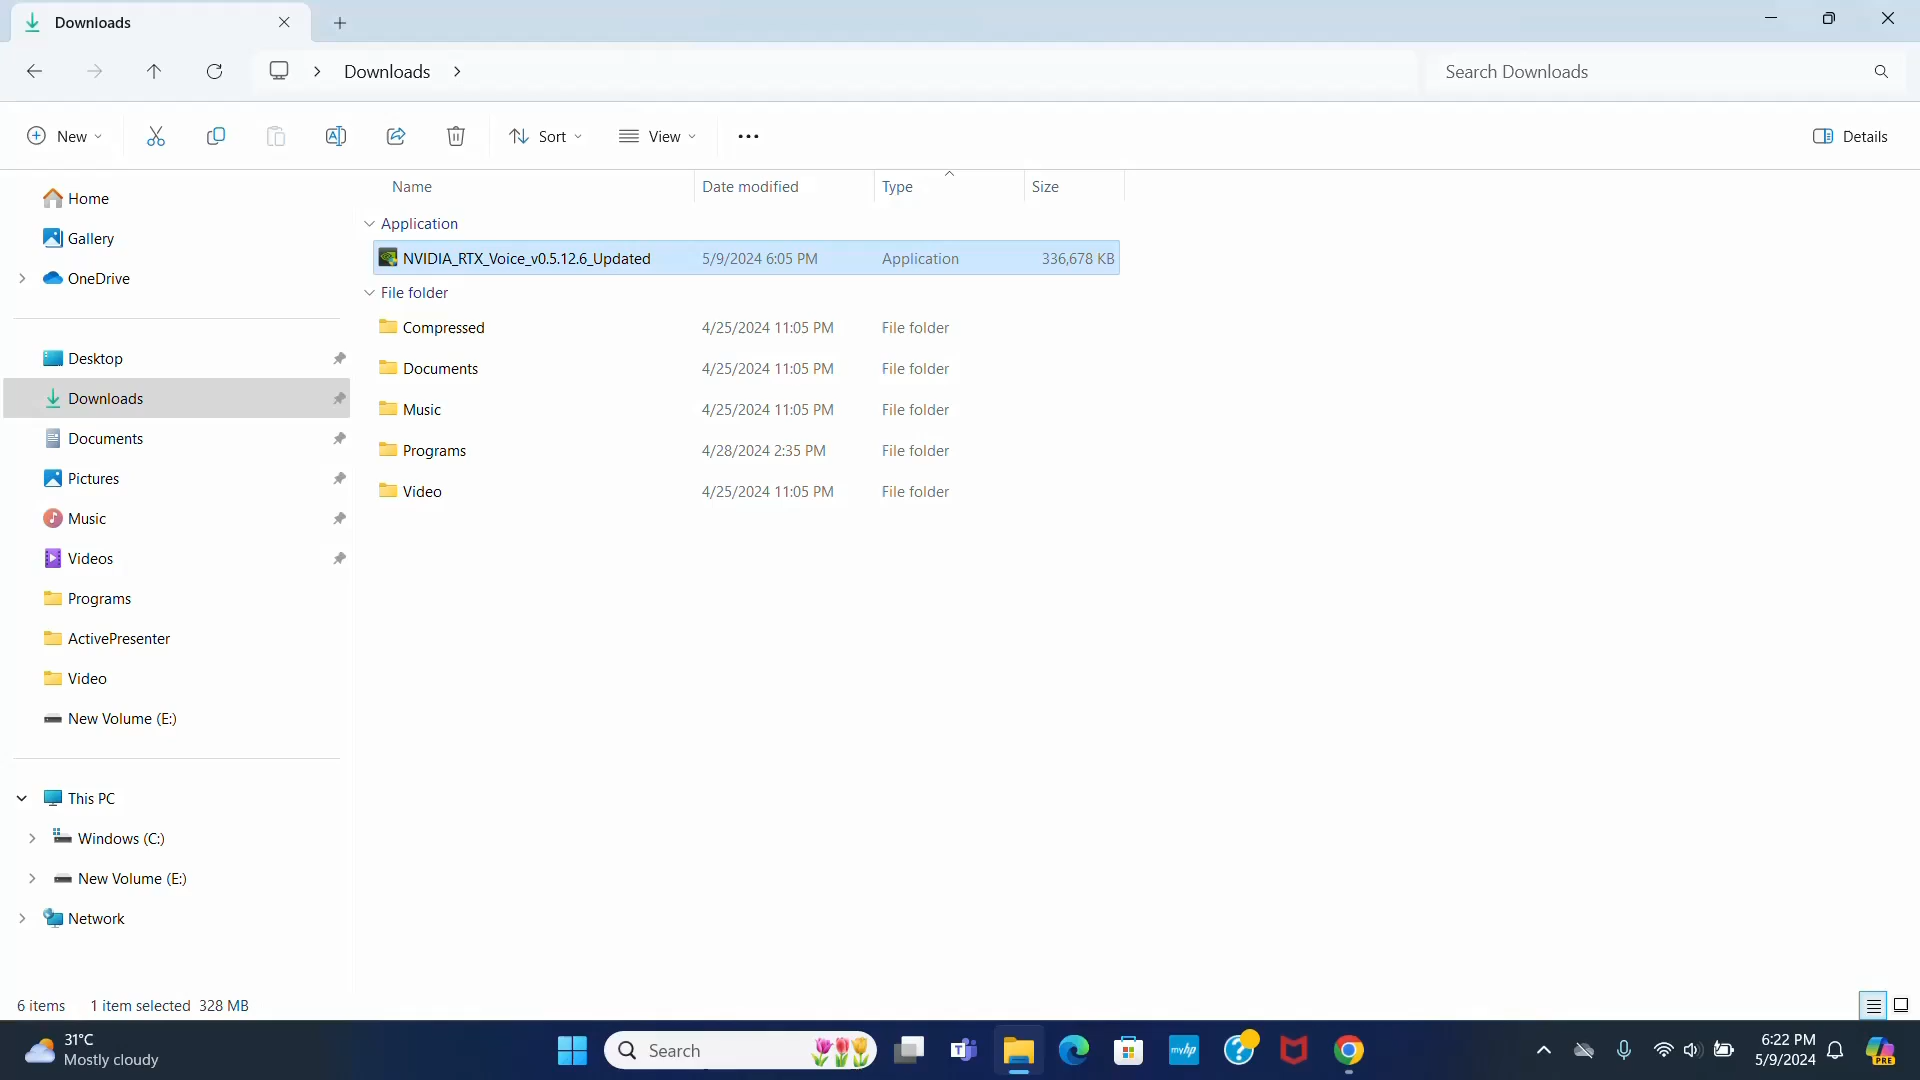 Downloads
Downloads
Search Downloads
New
Sort
View
Details
Name Date modified Type Size
Application
NVIDIA_RTX_Voice_v0.5.12.6_Updated 5/9/2024 6:05 PM Application 336,678 KB
File folder
Compressed 4/25/2024 11:05 PM File folder
Documents 4/25/2024 11:05 PM File folder
Music 4/25/2024 11:05 PM File folder
Programs 4/28/2024 2:35 PM File folder
Video 4/25/2024 11:05 PM File folder
Home
Gallery
OneDrive
Desktop
Downloads
Documents
Pictures
Music
Videos
Programs
ActivePresenter
Video
New Volume (E:)
This PC
Windows (C:)
New Volume (E:)
Network
6 items 1 item selected 328 MB
31°C
Mostly cloudy
Search
myhp
6:22 PM
5/9/2024
PRE